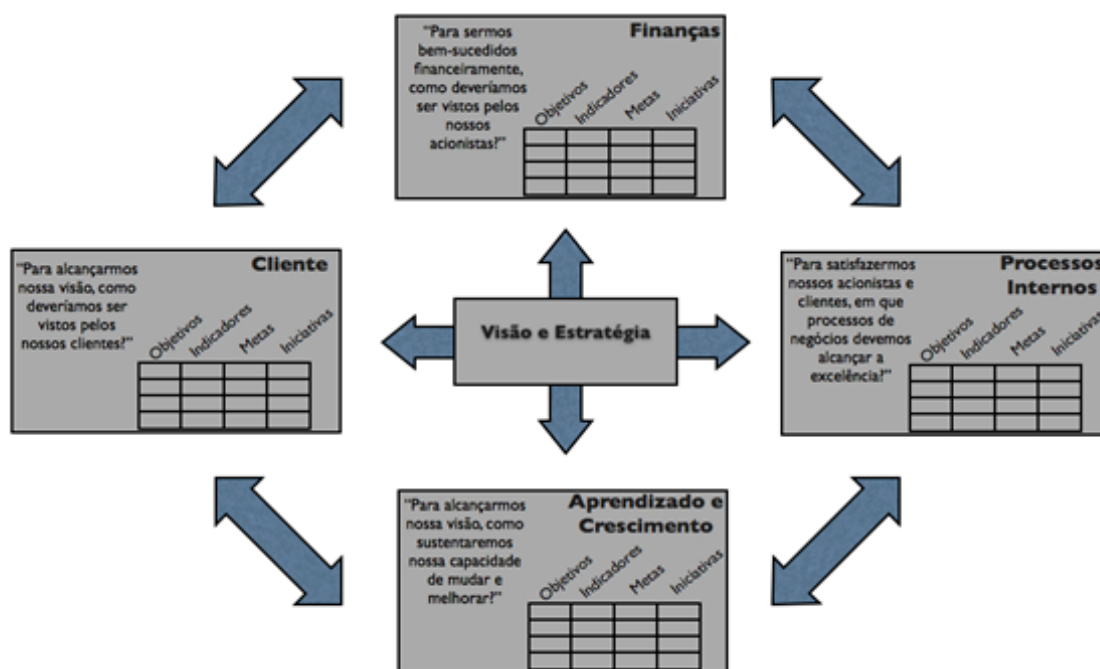 Finanças
"Para sermos
bem-sucedidos
financeiramente,
como deveríamos
ser vistos pelos
nossos
acionistas?"
Objetivos
Indicadores
Metas
Iniciativas
Cliente
"Para alcançarmos
nossa visão, como
deveríamos ser
vistos pelos
nossos clientes?"
Objetivos
Indicadores
Metas
Iniciativas
Visão e Estratégia
Processos
Internos
"Para satisfazermos
nossos acionistas e
clientes, em que
processos de
negócios devemos
alcançar a
excelência?"
Objetivos
Indicadores
Metas
Iniciativas
Aprendizado e
Crescimento
"Para alcançarmos
nossa visão, como
sustentaremos
nossa capacidade
de mudar e
melhorar?"
Objetivos
Indicadores
Metas
Iniciativas